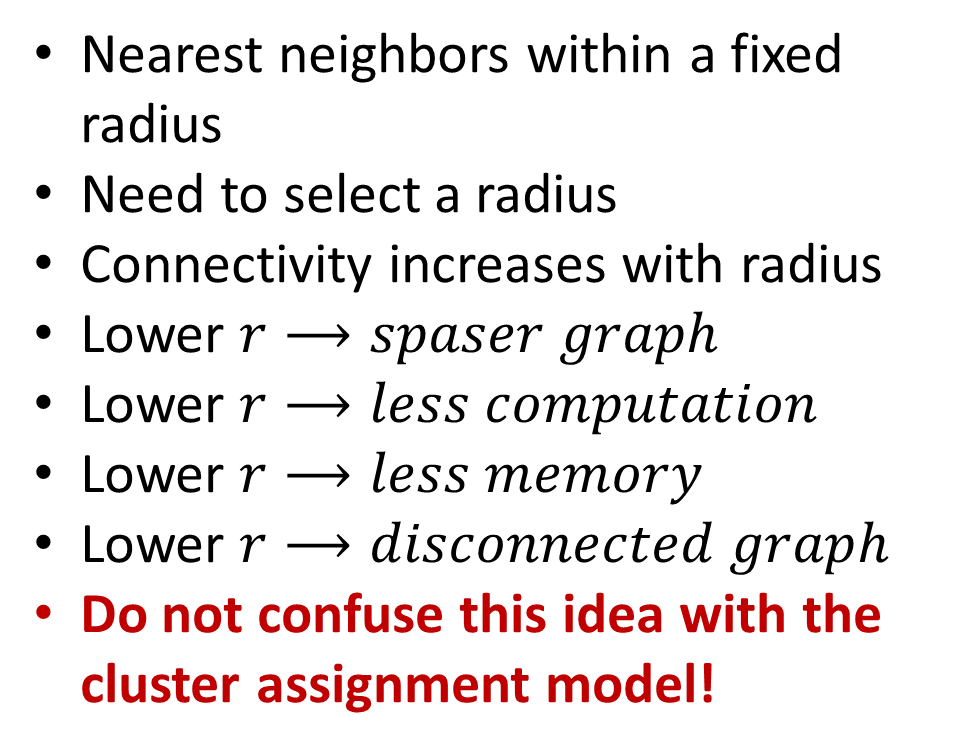 • Nearest neighbors within a fixed
radius
• Need to select a radius
• Connectivity increases with radius
• Lower r ⟶ spaser graph
• Lower r ⟶ less computation
• Lower r ⟶ less memory
• Lower r ⟶ disconnected graph
• Do not confuse this idea with the
cluster assignment model!